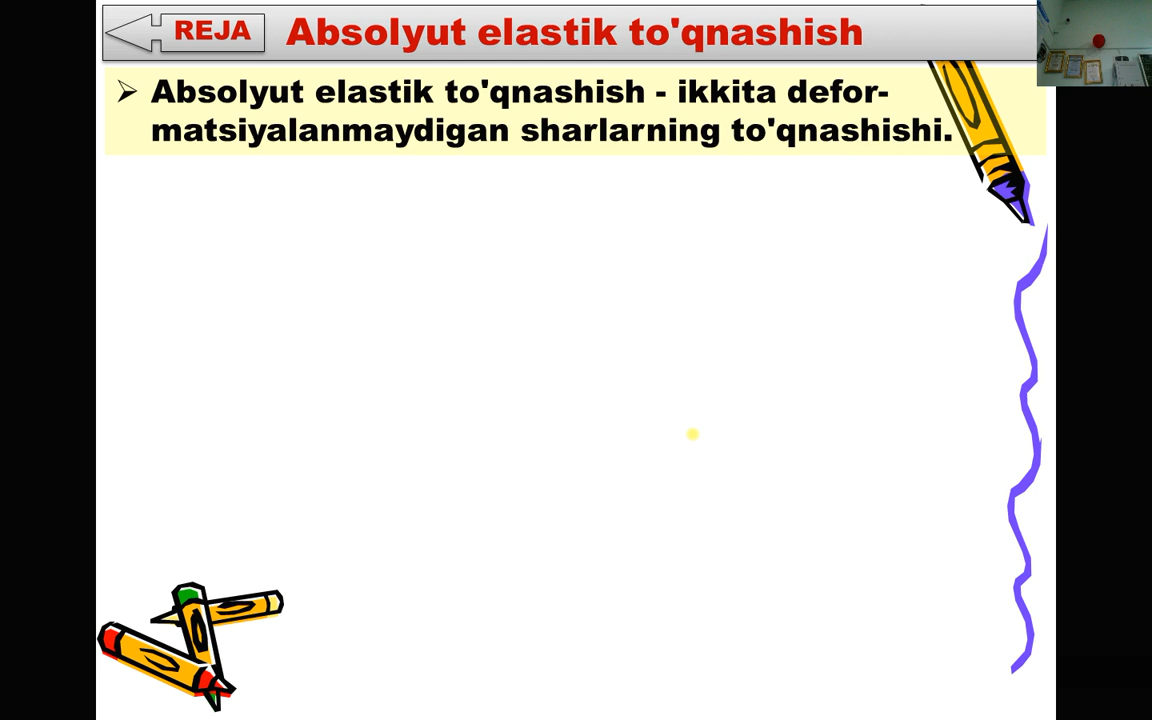 REJA
Absolyut elastik to'qnashish
Absolyut elastik to'qnashish - ikkita defor-
matsiyalanmaydigan sharlarning to'qnashishi.